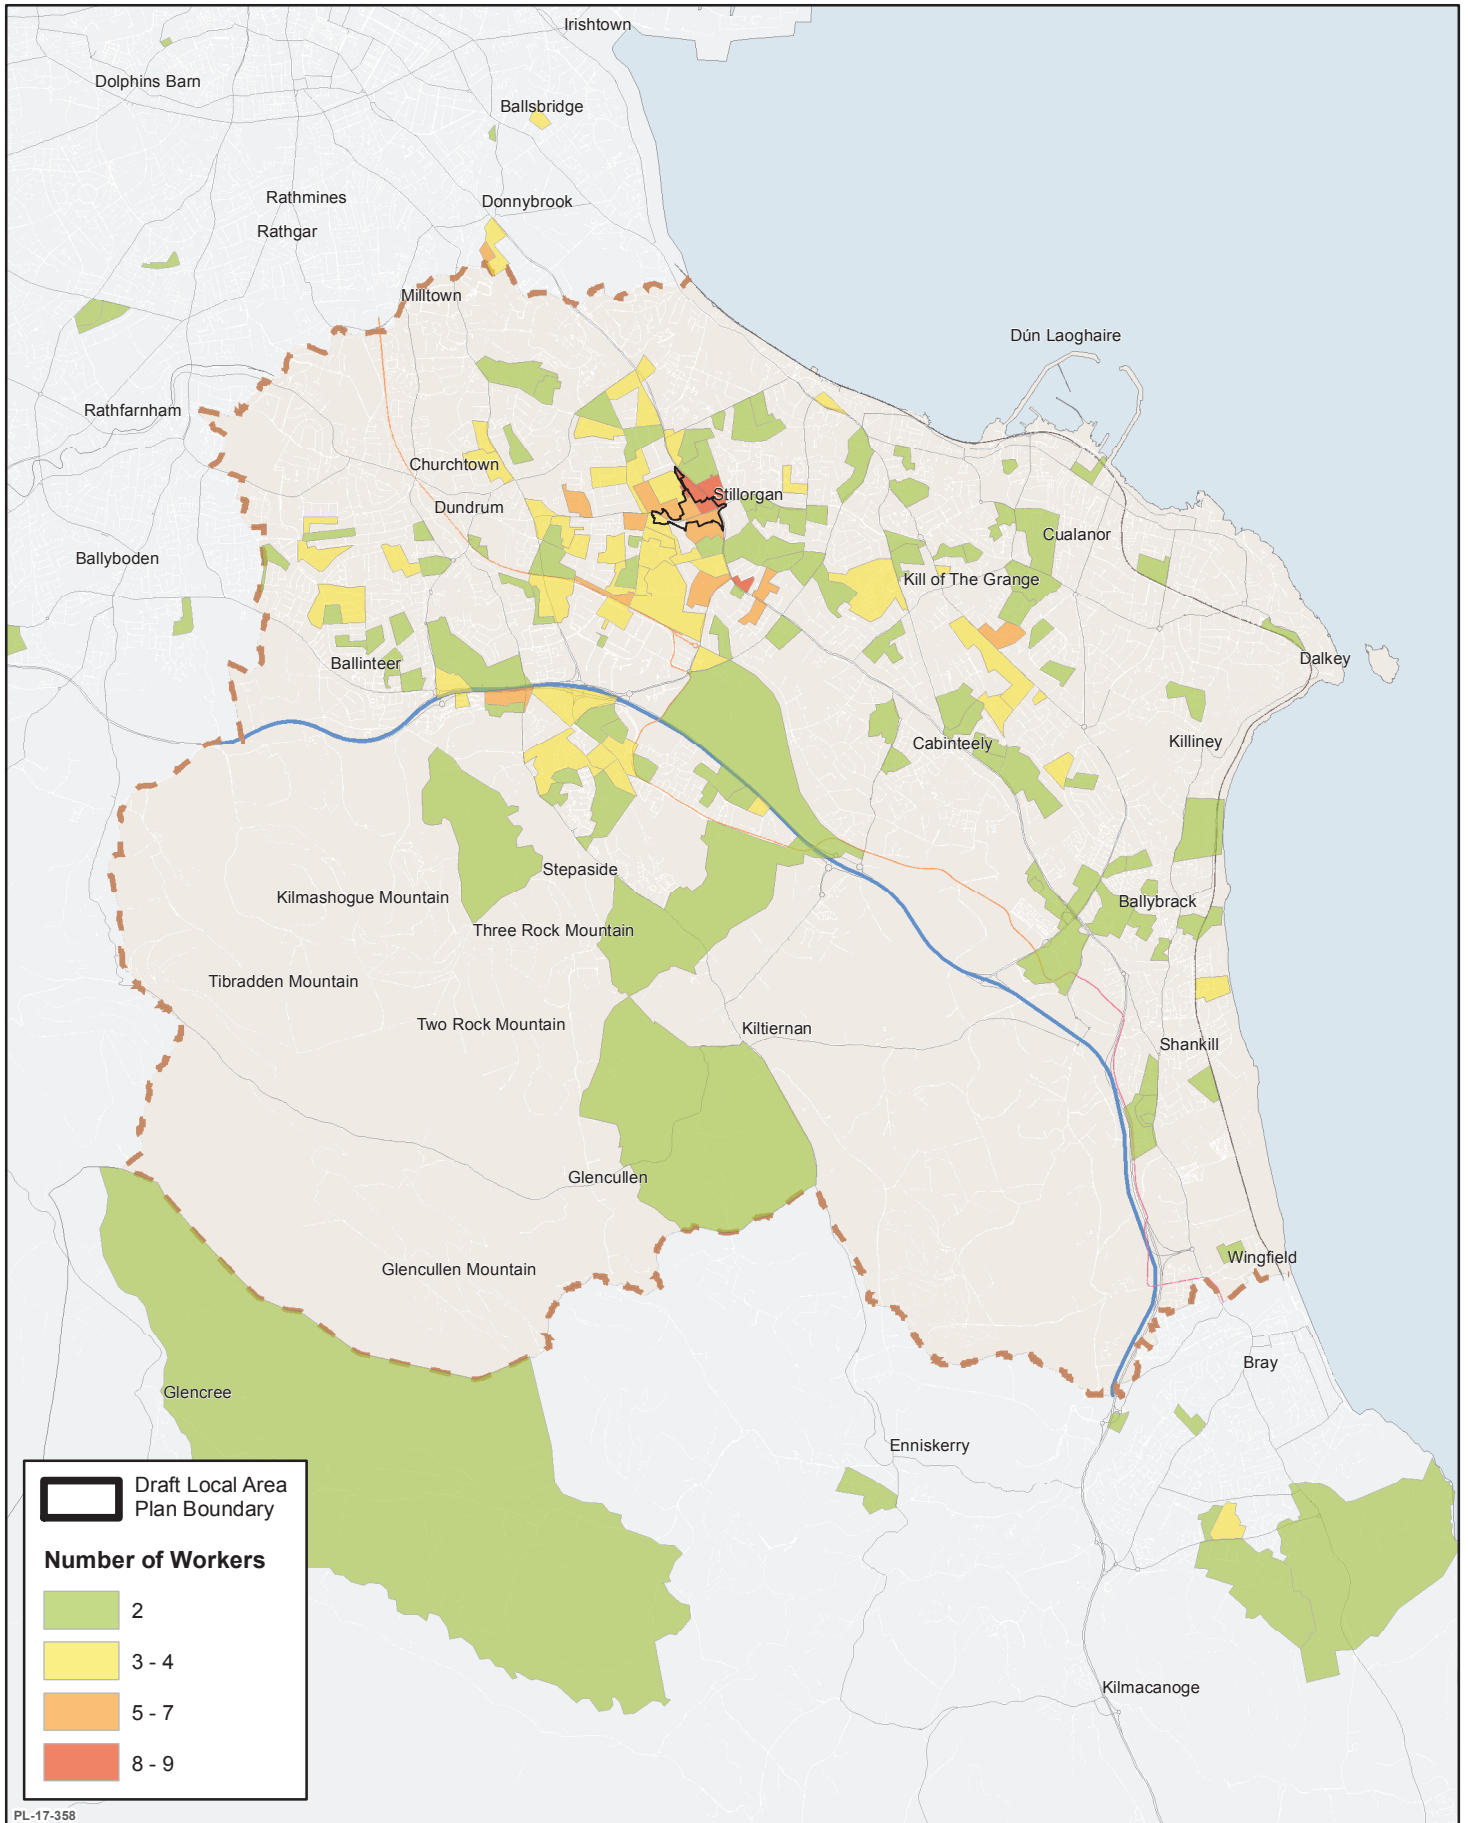 Irishtown
Dolphins Barn
Ballsbridge
Rathmines
Donnybrook
Rathgar
Milltown
Dún Laoghaire
Rathfarnham
Churchtown
Stillorgan
Dundrum
Cualanor
Ballyboden
Kill of The Grange
Ballinteer
Dalkey
Cabinteely
Killiney
Stepaside
Kilmashogue Mountain
Ballybrack
Three Rock Mountain
Tibradden Mountain
Two Rock Mountain
Kiltiernan
Shankill
Glencullen
Wingfield
Glencullen Mountain
Bray
Glencree
Enniskerry
Kilmacanoge
Draft Local Area
Plan Boundary
Number of Workers
2
3 - 4
5 - 7
8 - 9
PL-17-358